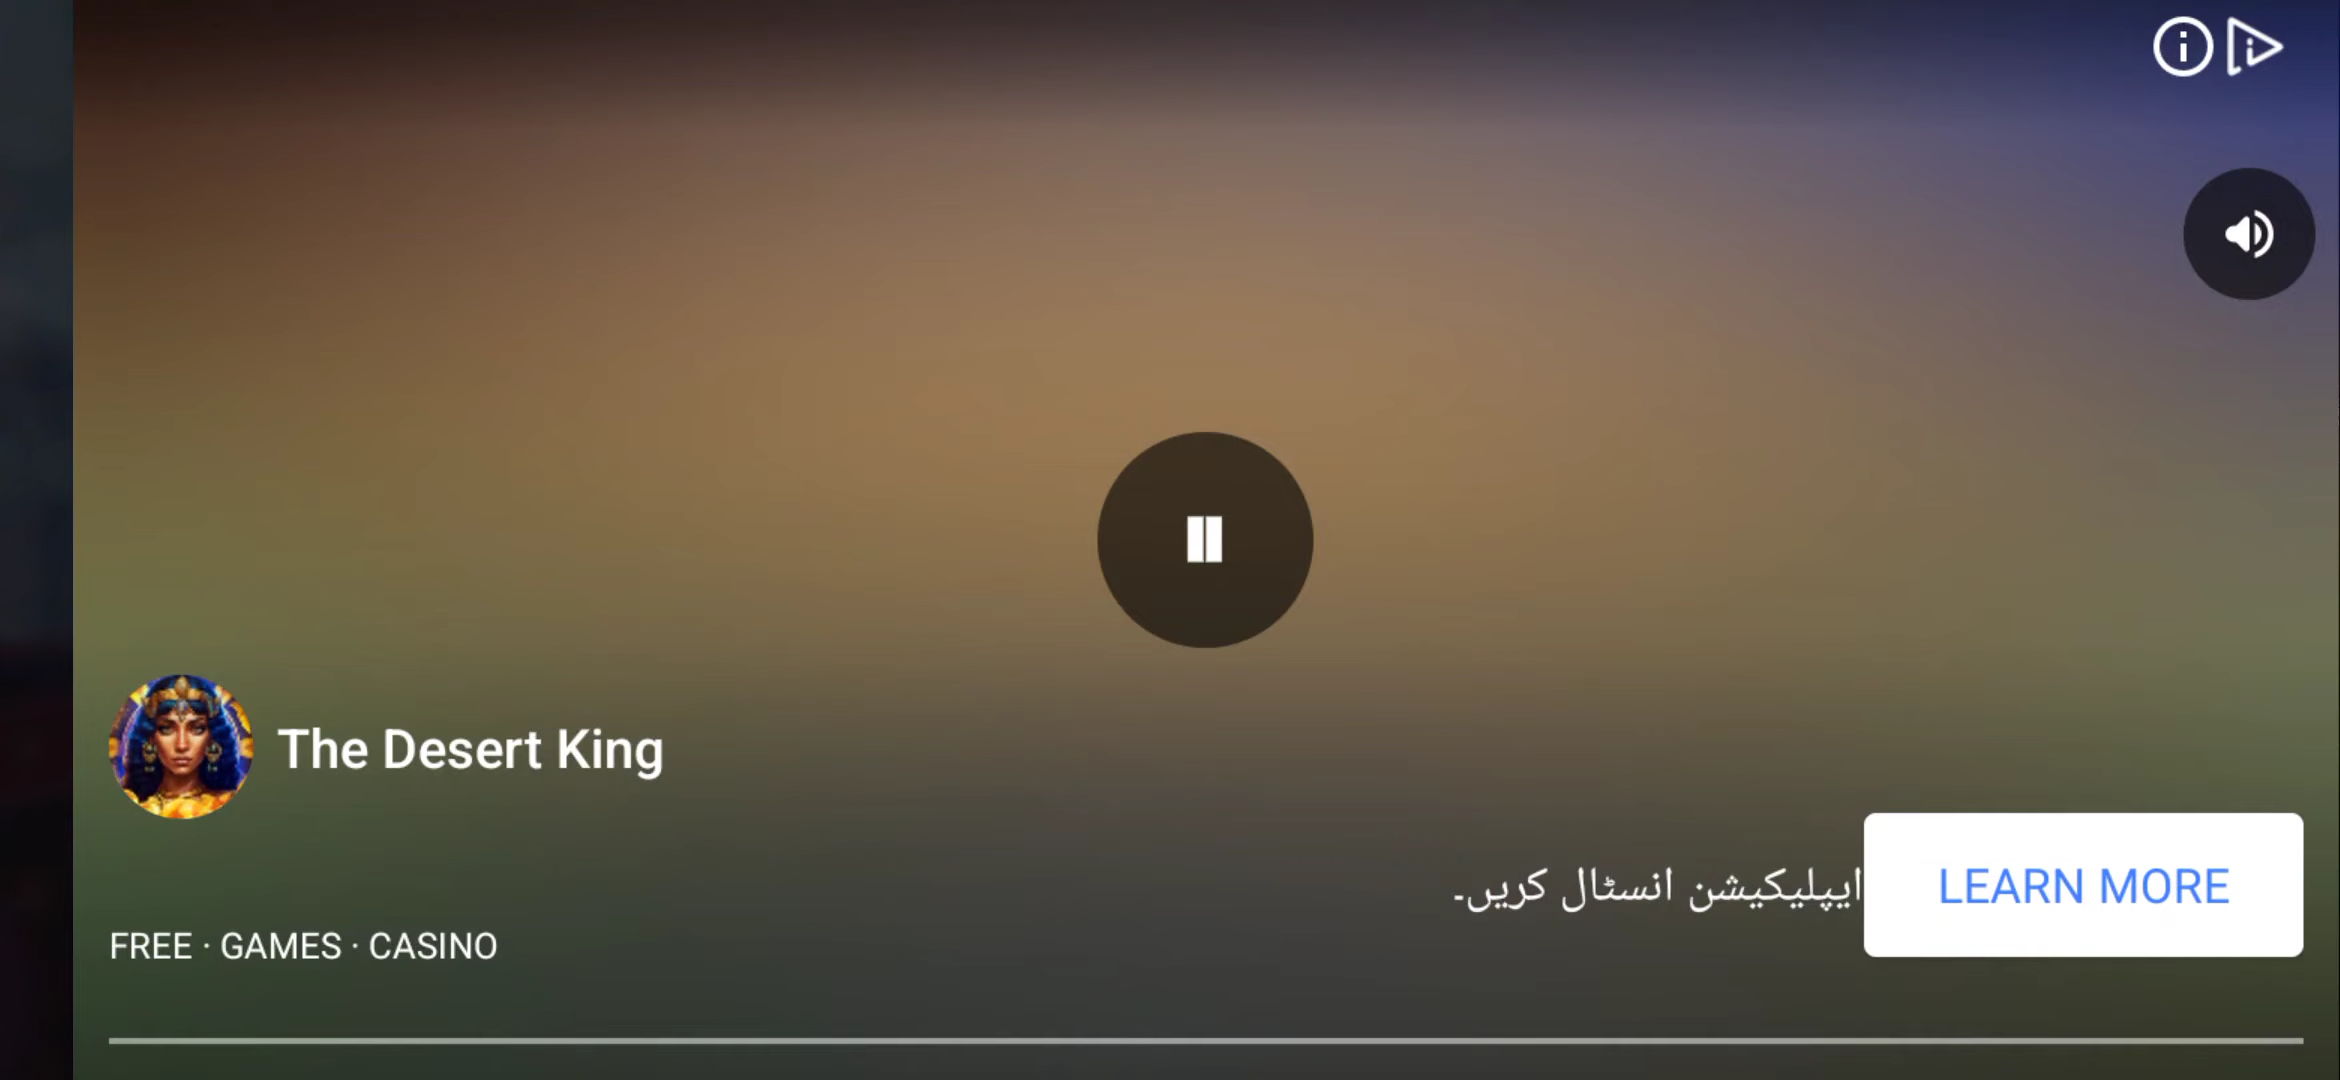 The Desert King
ایپلیکیشن انسٹال کریں۔
LEARN MORE
FREE · GAMES · CASINO